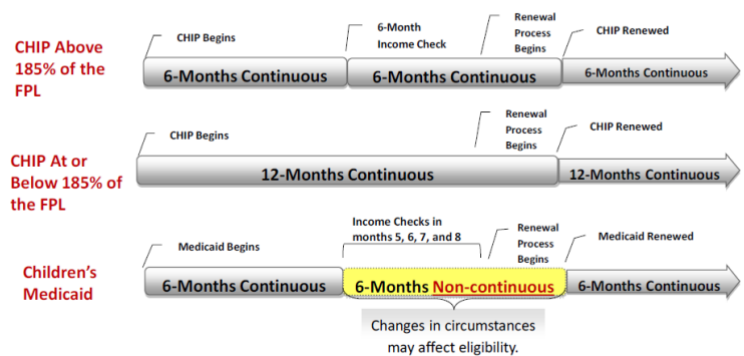 CHIP Above
185% of the
FPL
CHIP Begins
6-Month
Income Check
Renewal
Process
Begins
CHIP Renewed
6-Months Continuous
6-Months Continuous
6-Months Continuous
CHIP At or
Below 185% of
the FPL
CHIP Begins
Renewal
Process
Begins
CHIP Renewed
12-Months Continuous
12-Months Continuous
Children's
Medicaid
Medicaid Begins
Income Checks in
months 5, 6, 7, and 8
Renewal
Process
Begins
Medicaid Renewed
6-Months Continuous
6-Months Non-continuous
6-Months Continuous
Changes in circumstances
may affect eligibility.